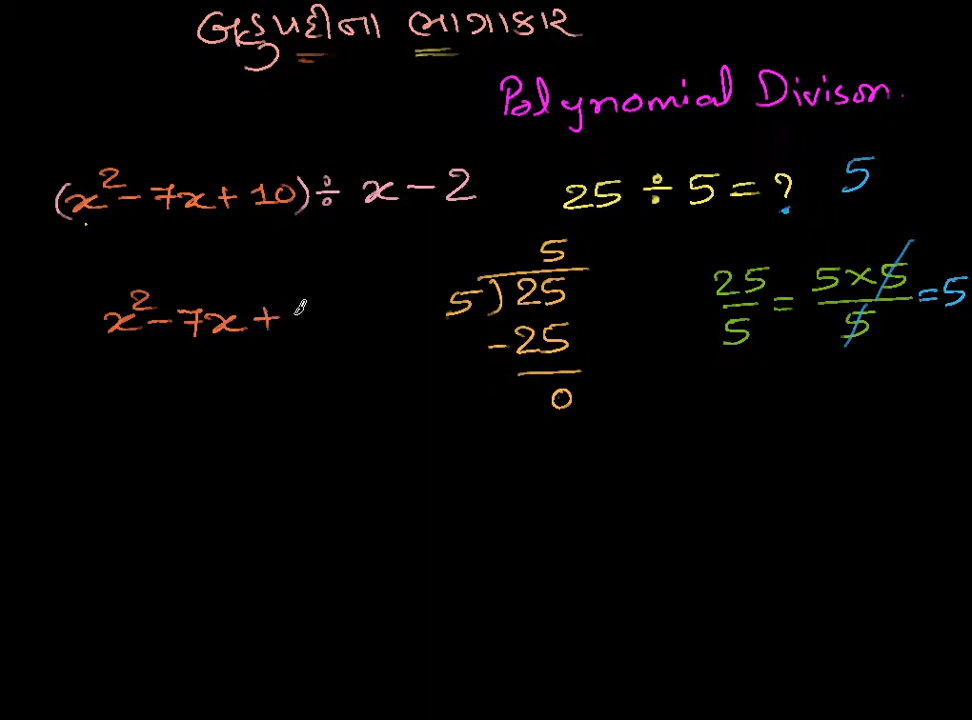 બહુપદીના ભાગાકાર
Polynomial Divison.
(x² - 7x + 10) ÷ x - 2
25 ÷ 5 = ? 5
x² - 7x +
5
5) 25
- 25
0
25/5 = 5 × 5/5 = 5